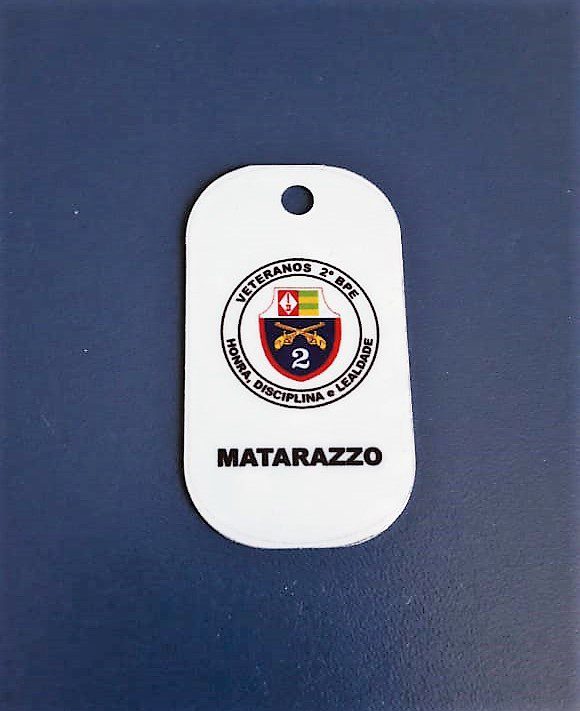 VETERANOS 2º BPE
2
HONRA, DISCIPLINA e LEALDADE
MATARAZZO